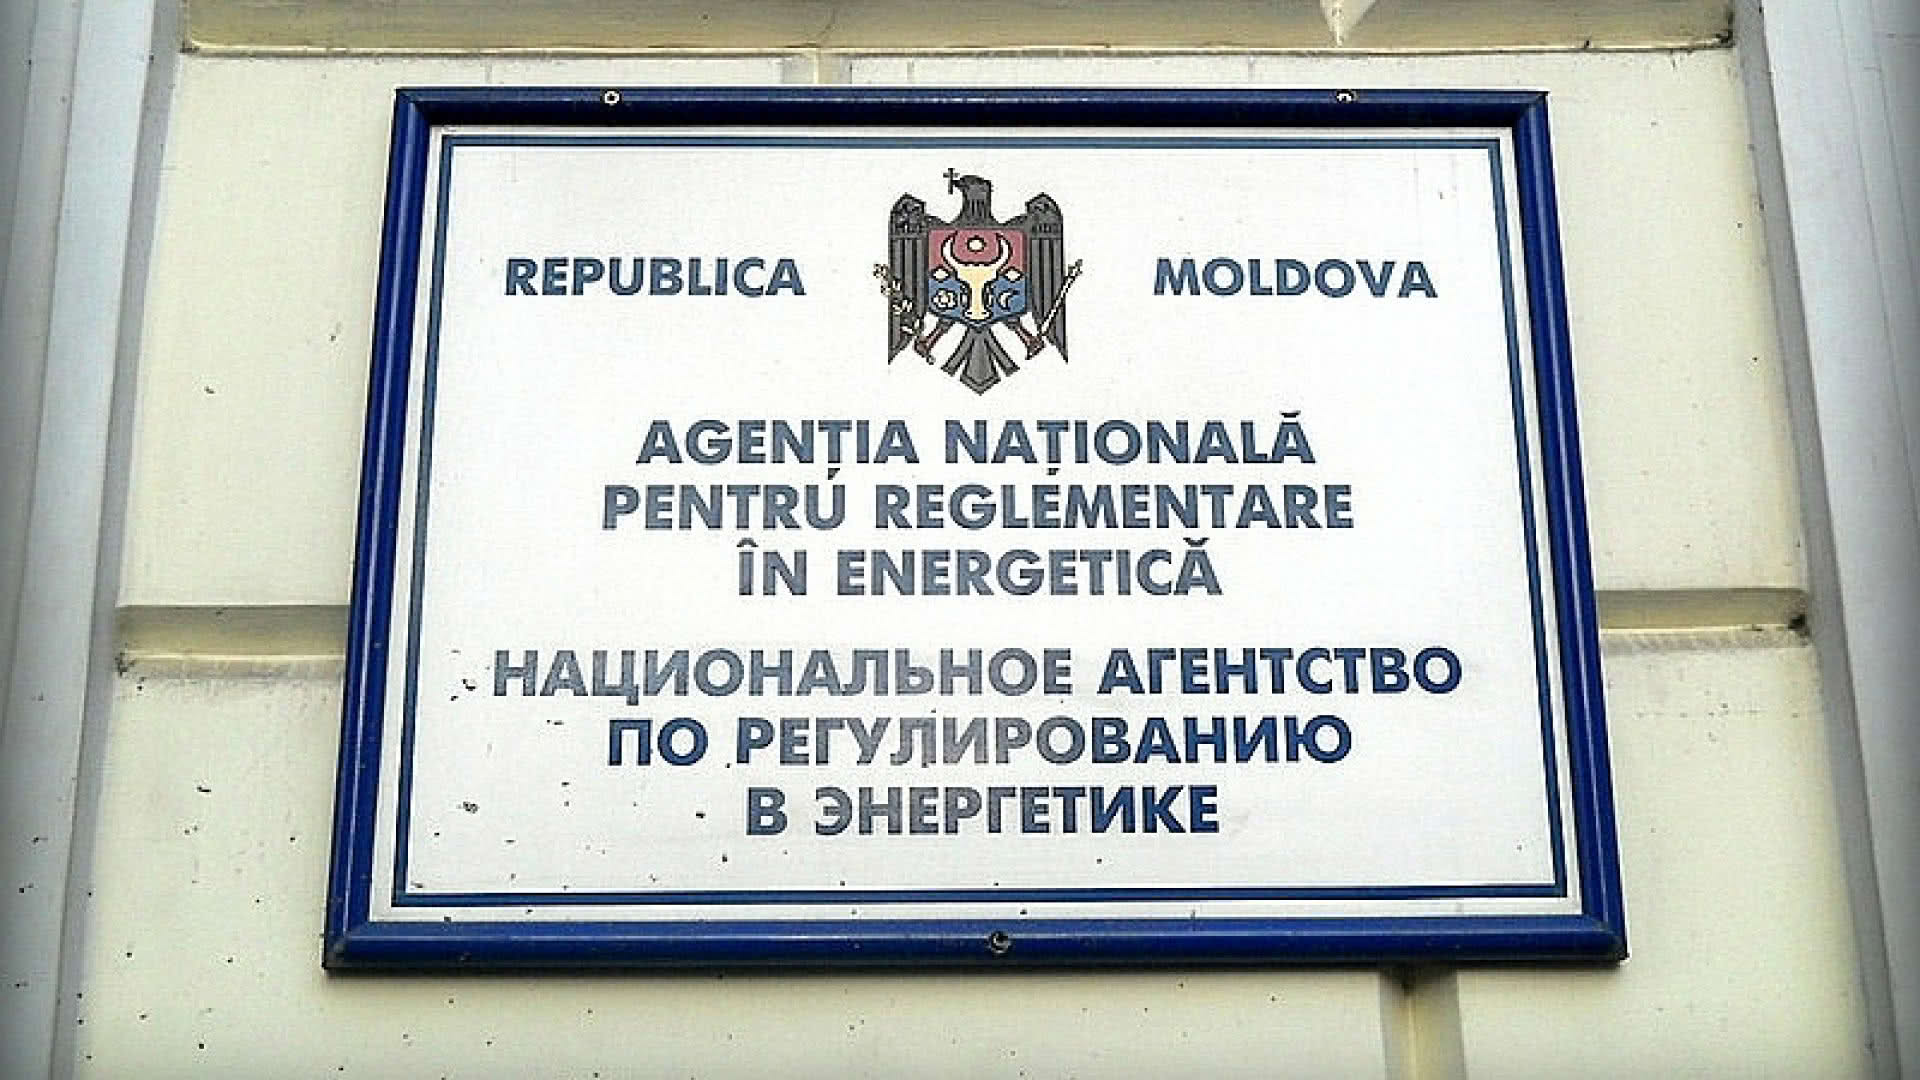 REPUBLICA MOLDOVA
AGENȚIA NAȚIONALĂ
PENTRU REGLEMENTARE
ÎN ENERGETICĂ
НАЦИОНАЛЬНОЕ АГЕНТСТВО
ПО РЕГУЛИРОВАНИЮ
В ЭНЕРГЕТИКЕ